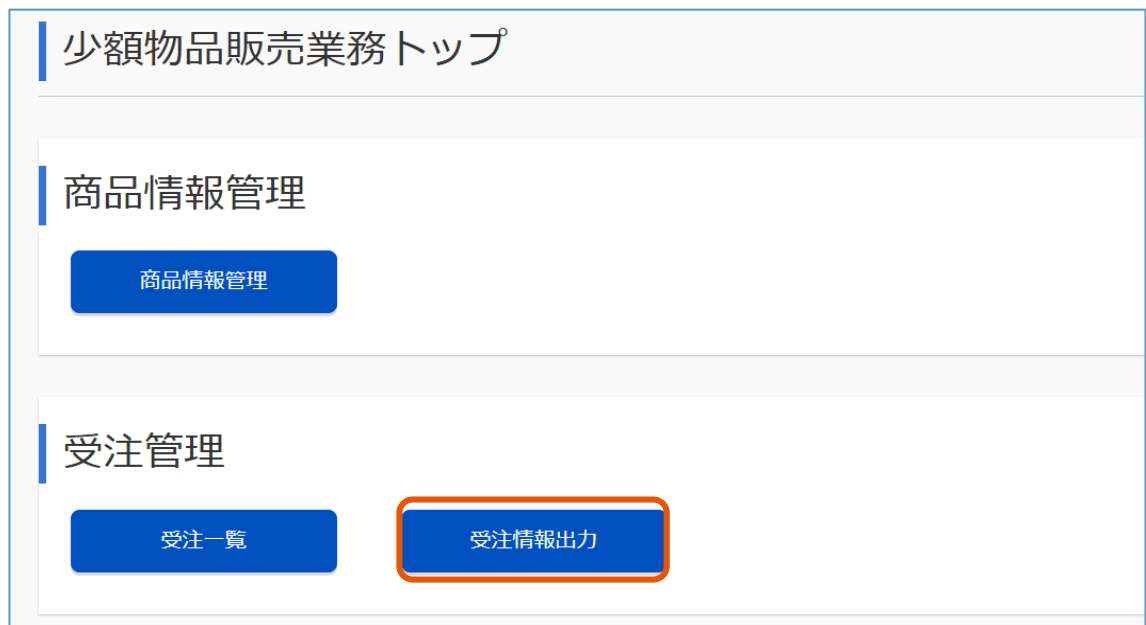 少額物品販売業務トップ
商品情報管理
商品情報管理
受注管理
受注一覧
受注情報出力